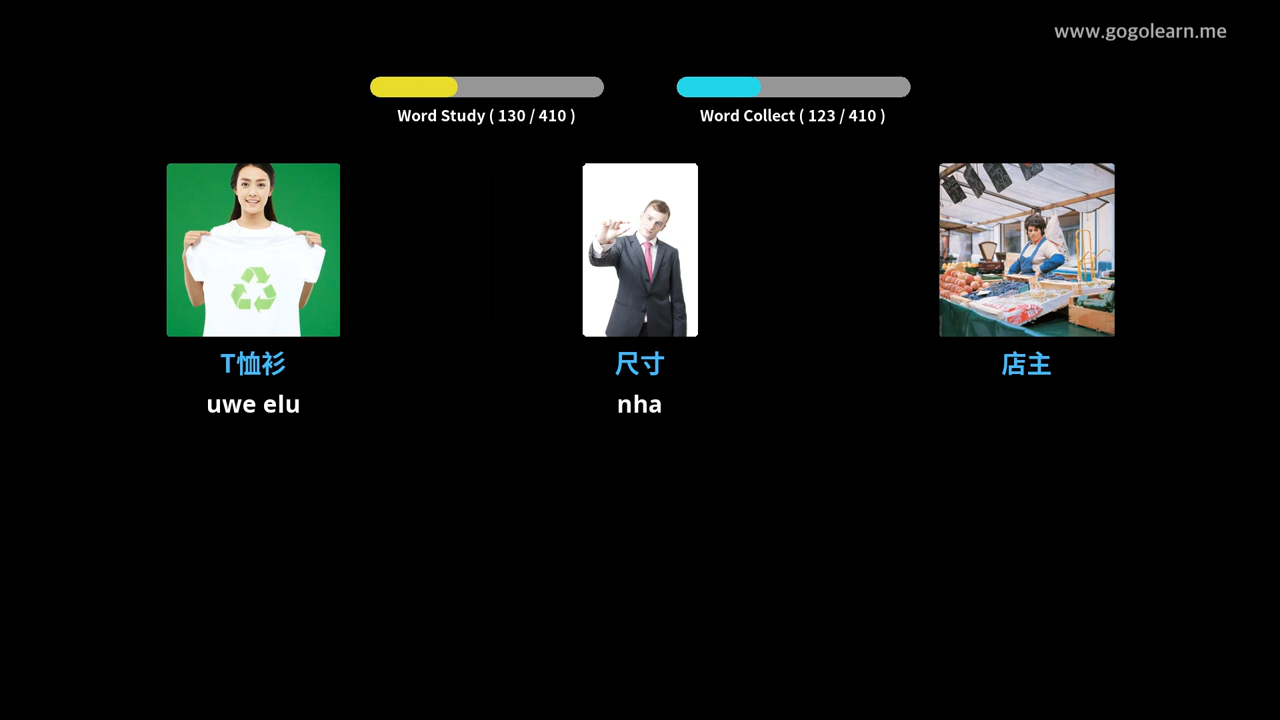 www.gogolearn.me
Word Study ( 130 / 410 )
Word Collect ( 123 / 410 )
T恤衫
尺寸
店主
uwe elu
nha